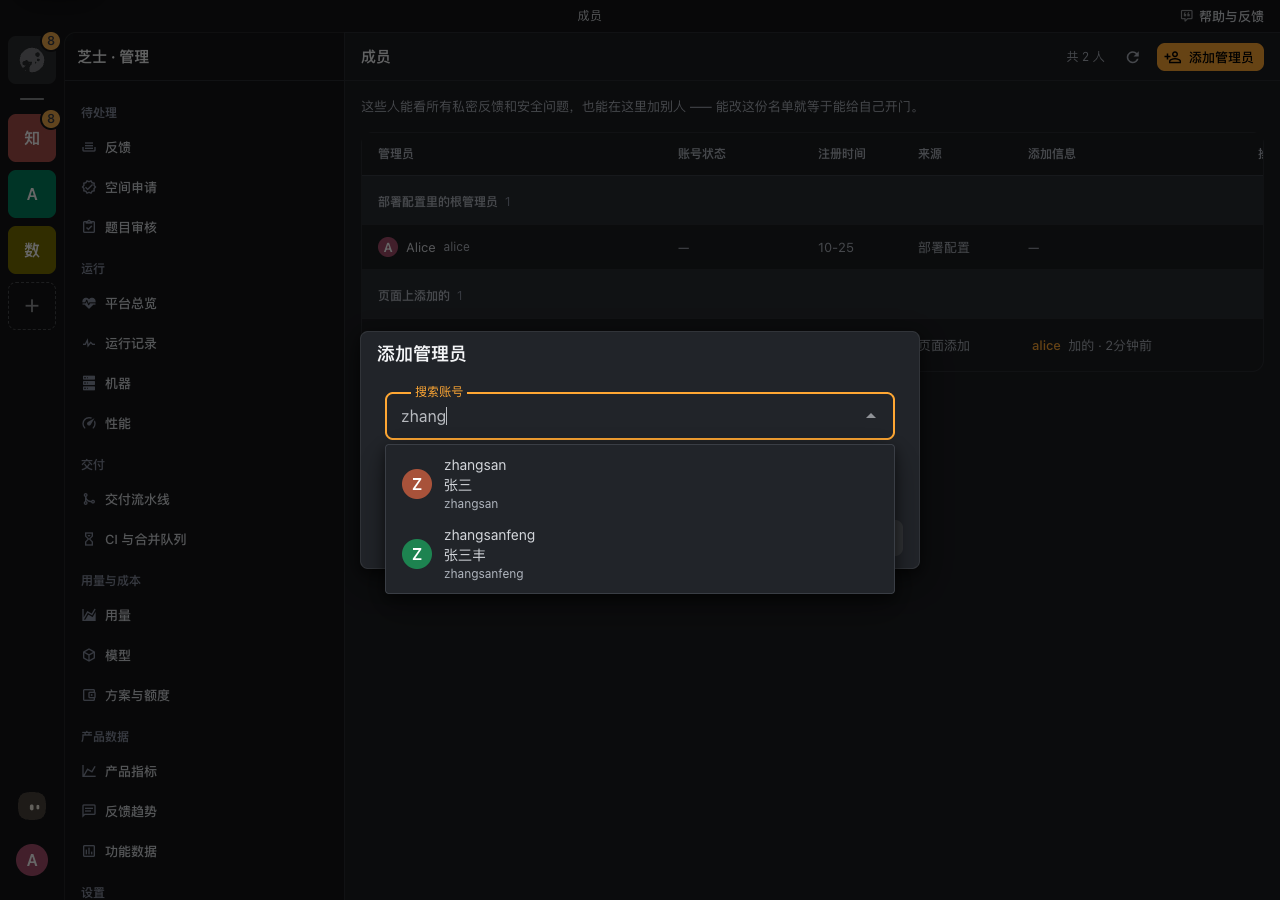 成员
帮助与反馈
8
知
8
A
数
A
芝士 · 管理
待处理
反馈
空间申请
题目审核
运行
平台总览
运行记录
机器
性能
交付
交付流水线
CI 与合并队列
用量与成本
用量
模型
方案与额度
产品数据
产品指标
反馈趋势
功能数据
设置
成员
共 2 人
添加管理员
这些人能看所有私密反馈和安全问题，也能在这里加别人 —— 能改这份名单就等于能给自己开门。
管理员 账号状态 注册时间 来源 添加信息
部署配置里的根管理员 1
A Alice alice — 10-25 部署配置 —
页面上添加的 1
页面添加 alice 加的 · 2分钟前
添加管理员
搜索账号
zhang
Z
zhangsan
张三
zhangsan
Z
zhangsanfeng
张三丰
zhangsanfeng